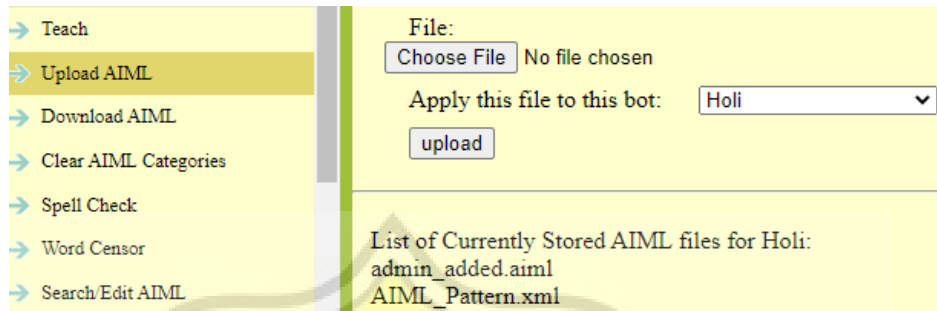 Teach
Upload AIML
Download AIML
Clear AIML Categories
Spell Check
Word Censor
Search/Edit AIML
File:
Choose File No file chosen
Apply this file to this bot: Holi
upload
List of Currently Stored AIML files for Holi:
admin_added.aiml
AIML_Pattern.xml